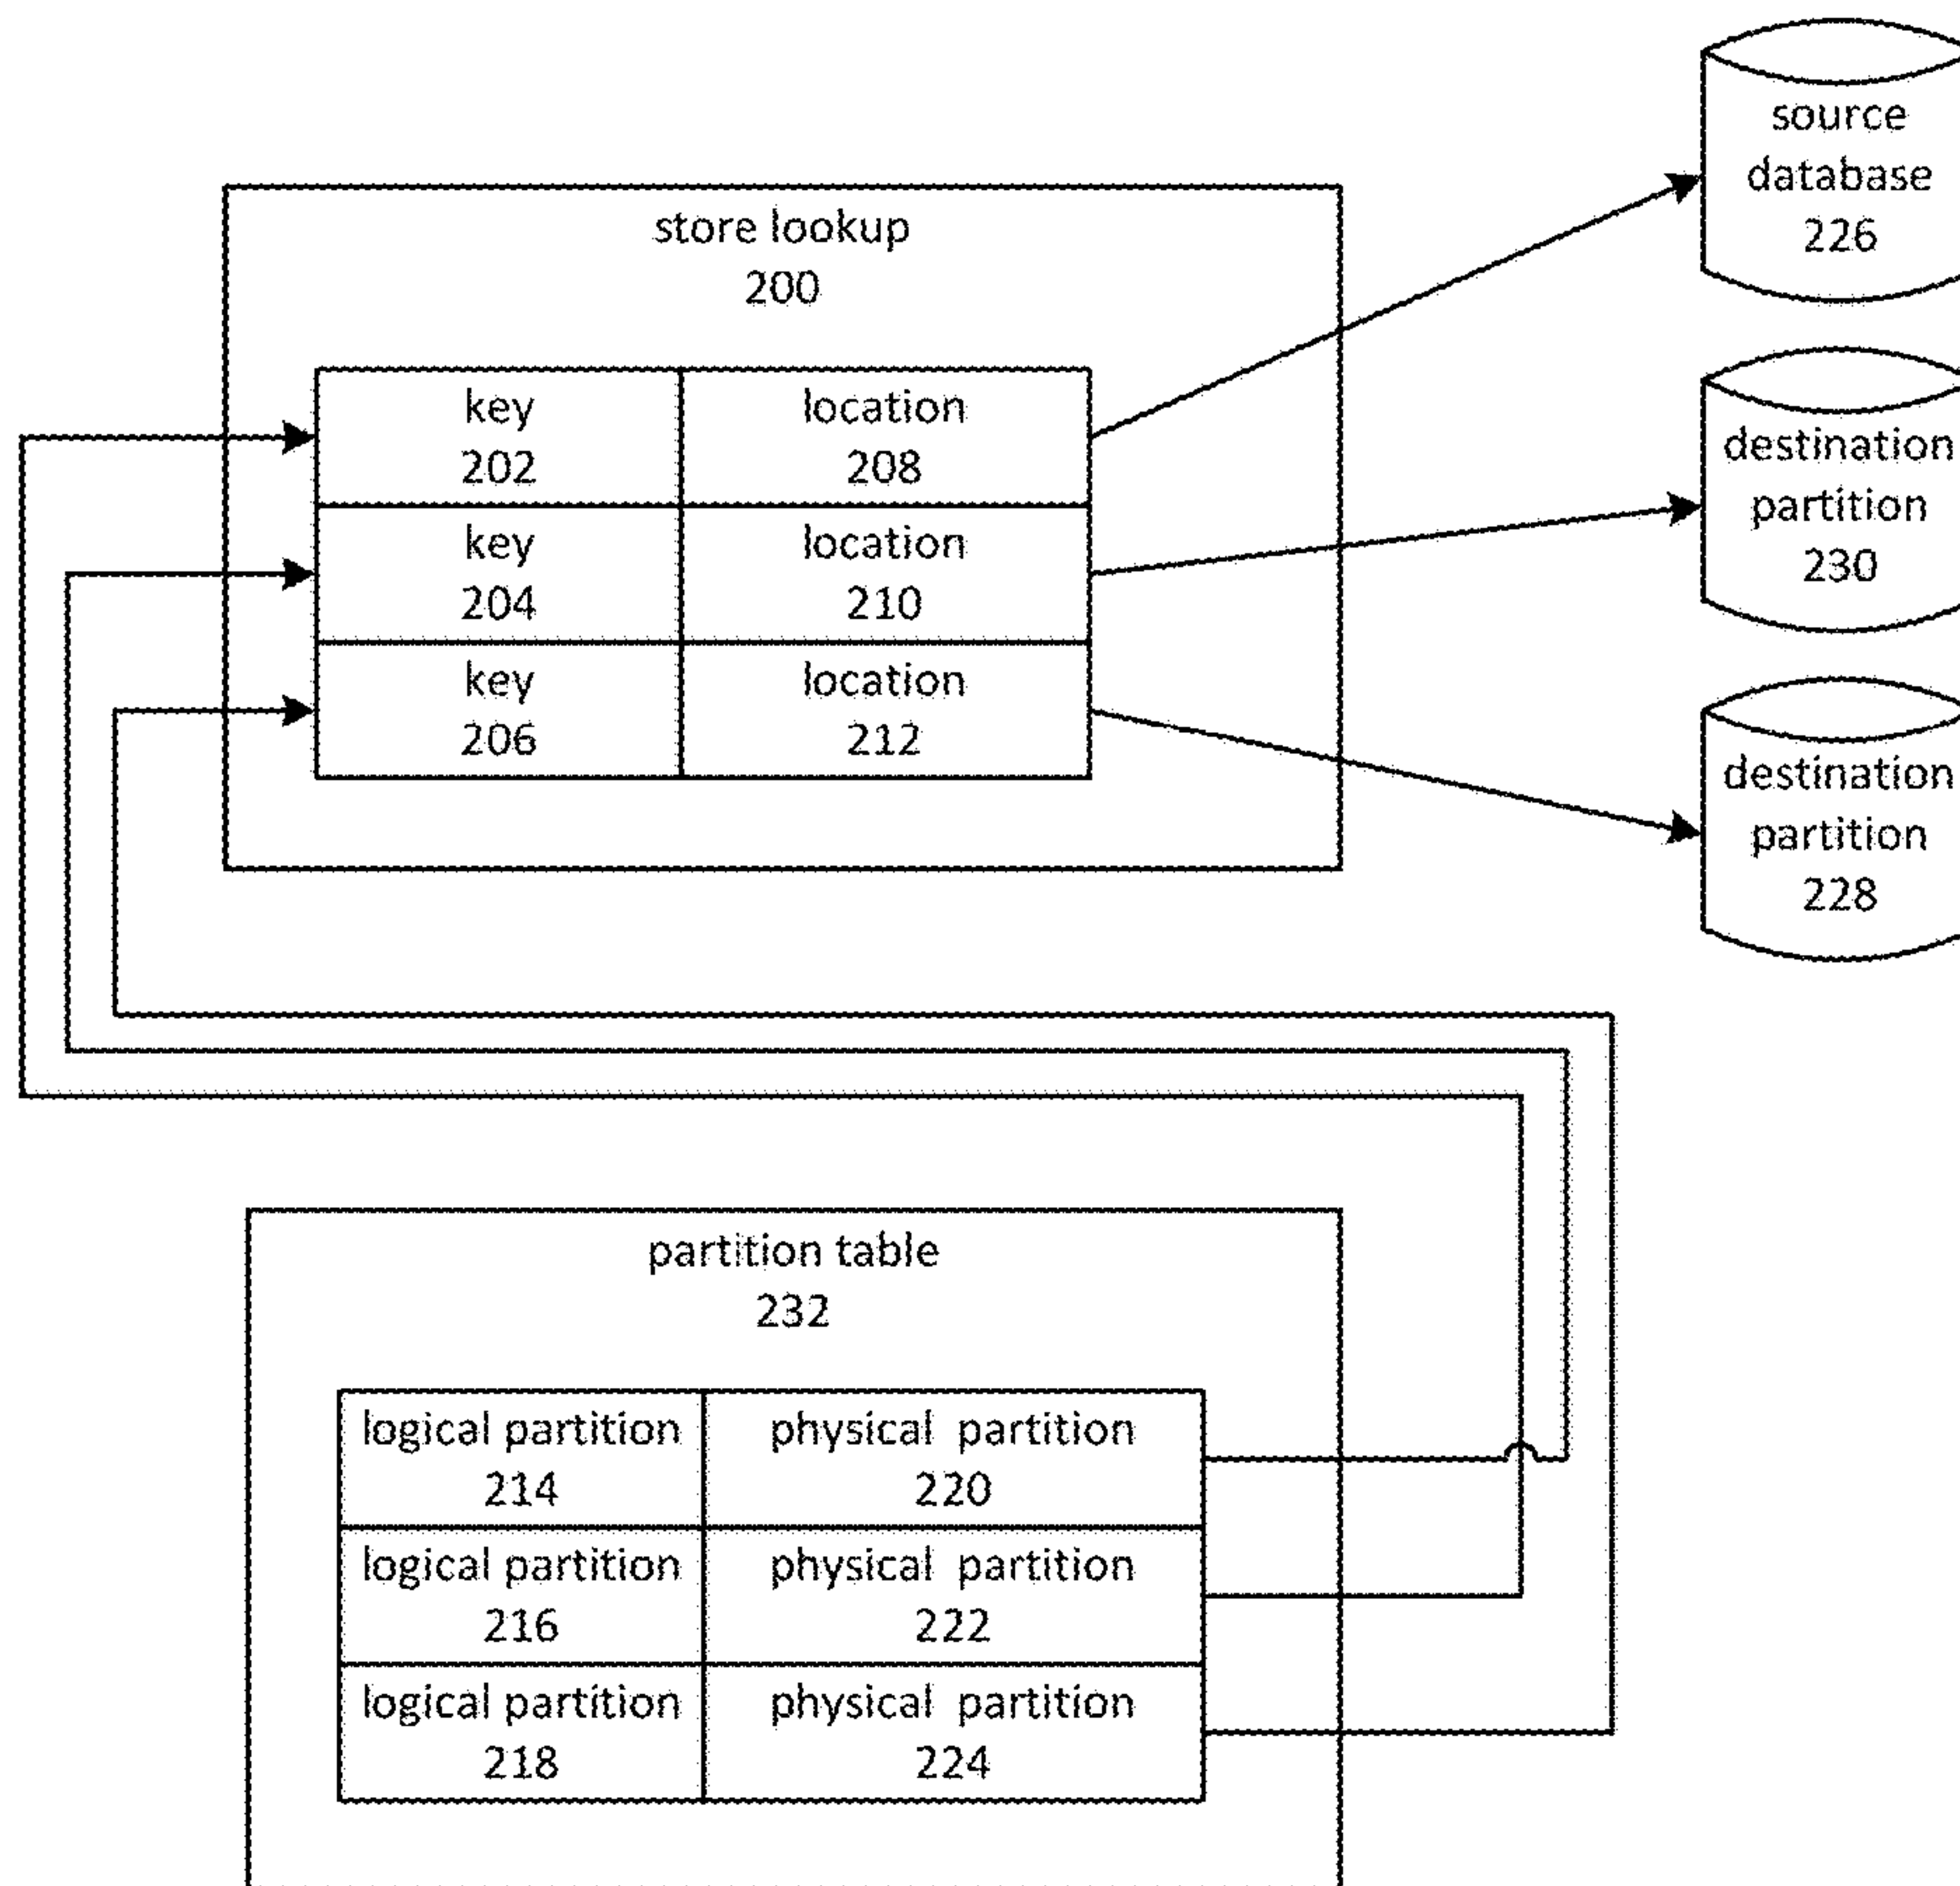 source
database
226
store lookup
200
key
202
location
208
key
204
location
210
key
206
location
212
destination
partition
230
destination
partition
228
partition table
232
logical partition
214
physical partition
220
logical partition
216
physical partition
222
logical partition
218
physical partition
224